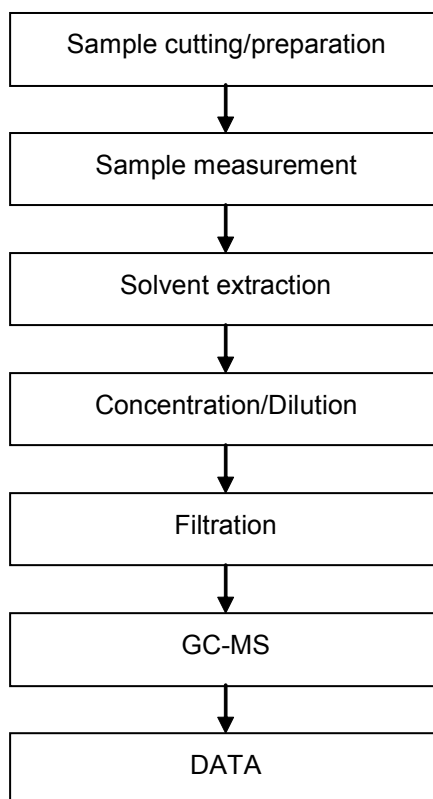 Sample cutting/preparation
Sample measurement
Solvent extraction
Concentration/Dilution
Filtration
GC-MS
DATA